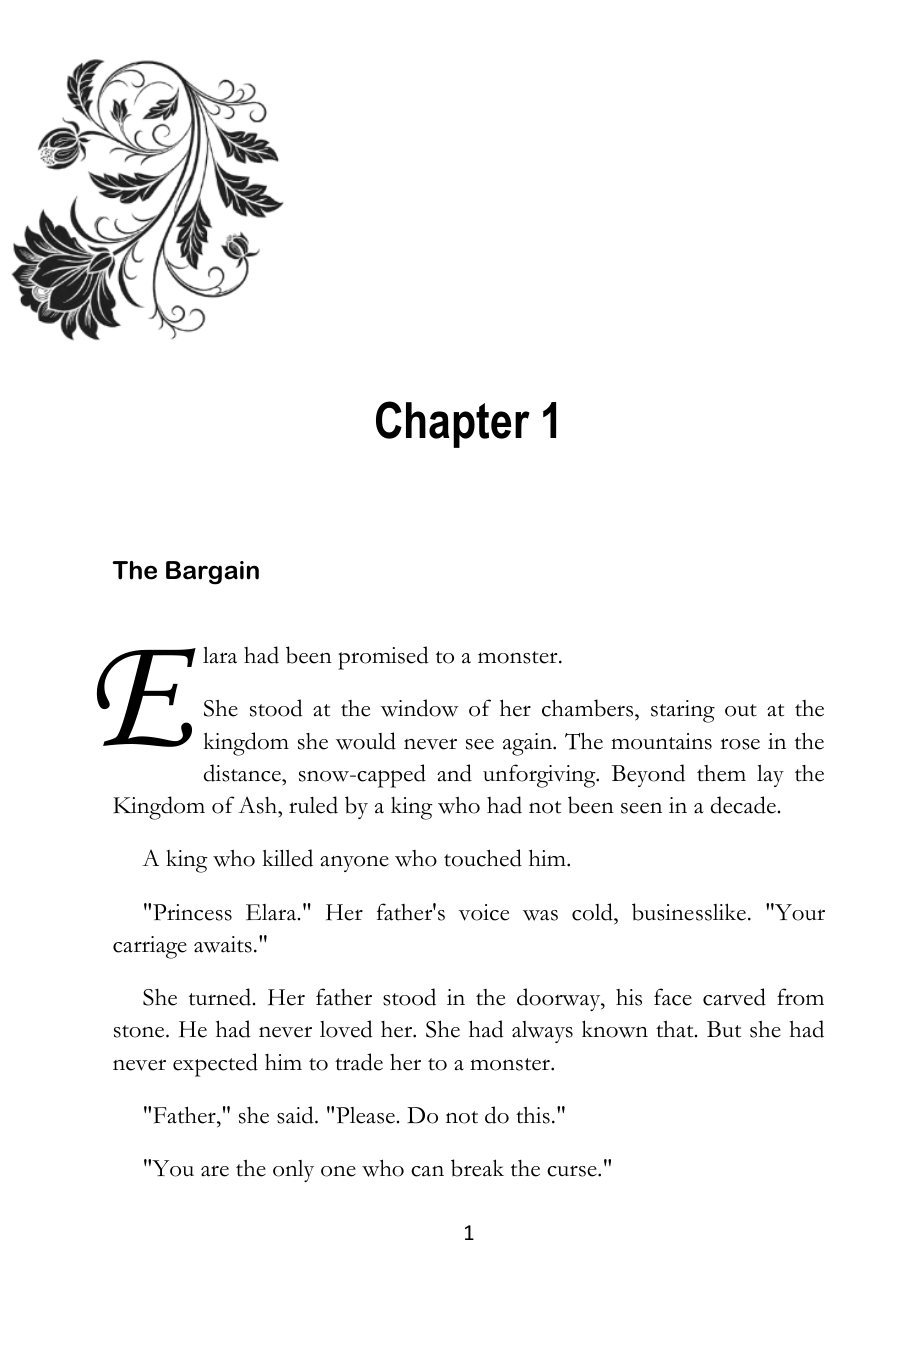 Chapter 1
The Bargain
Elara had been promised to a monster.
She stood at the window of her chambers, staring out at the
kingdom she would never see again. The mountains rose in the
distance, snow-capped and unforgiving. Beyond them lay the
Kingdom of Ash, ruled by a king who had not been seen in a decade.
A king who killed anyone who touched him.
"Princess Elara." Her father's voice was cold, businesslike. "Your
carriage awaits."
She turned. Her father stood in the doorway, his face carved from
stone. He had never loved her. She had always known that. But she had
never expected him to trade her to a monster.
"Father," she said. "Please. Do not do this."
"You are the only one who can break the curse."
1